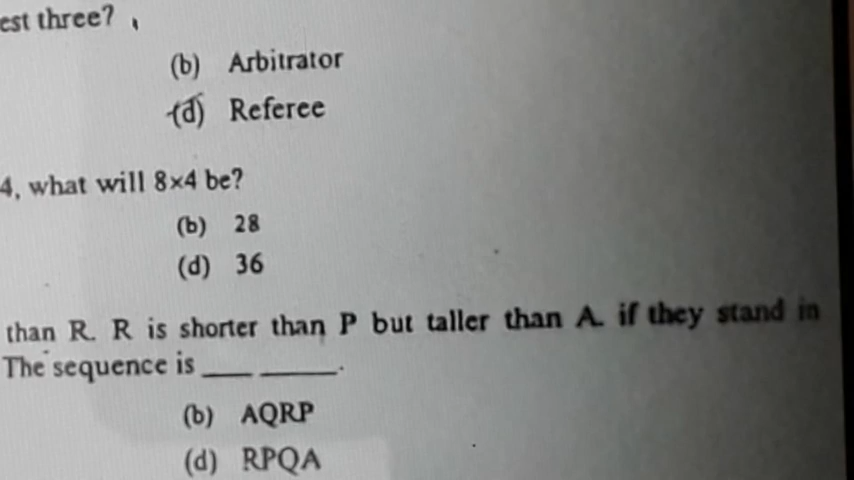 est three?
(b) Arbitrator
(d) Referee
4, what will 8×4 be?
(b) 28
(d) 36
than R. R is shorter than P but taller than A. if they stand in
The sequence is ____ ______.
(b) AQRP
(d) RPQA